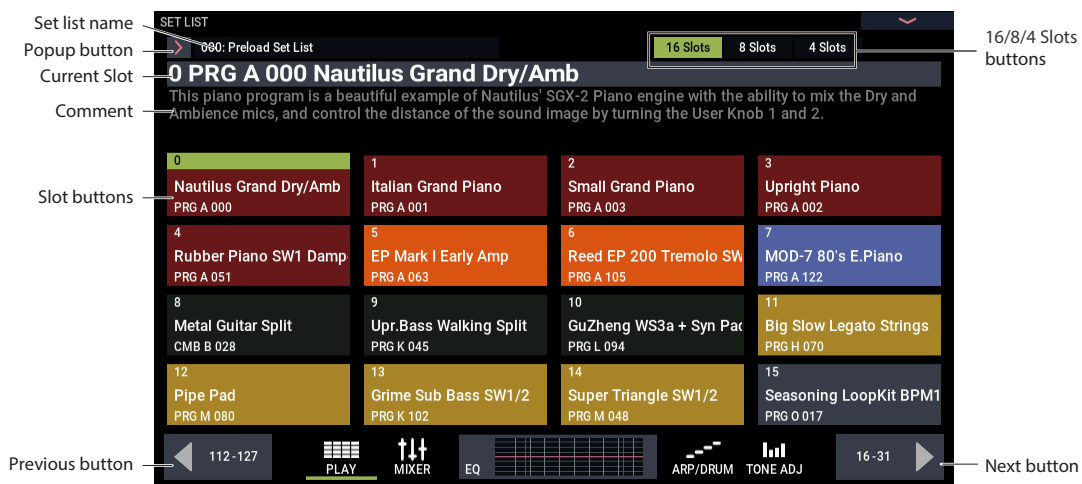 Set list name
Popup button
Current Slot
Comment
Slot buttons
Previous button
SET LIST
000: Preload Set List
16 Slots
8 Slots
4 Slots
16/8/4 Slots
buttons
0 PRG A 000 Nautilus Grand Dry/Amb
This piano program is a beautiful example of Nautilus' SGX-2 Piano engine with the ability to mix the Dry and
Ambience mics, and control the distance of the sound image by turning the User Knob 1 and 2.
0
Nautilus Grand Dry/Amb
PRG A 000
1
Italian Grand Piano
PRG A 001
2
Small Grand Piano
PRG A 003
3
Upright Piano
PRG A 002
4
Rubber Piano SW1 Damp
PRG A 051
5
EP Mark I Early Amp
PRG A 063
6
Reed EP 200 Tremolo SW
PRG A 105
7
MOD-7 80's E.Piano
PRG A 122
8
Metal Guitar Split
CMB B 028
9
Upr.Bass Walking Split
PRG K 045
10
GuZheng WS3a + Syn Pad
PRG L 094
11
Big Slow Legato Strings
PRG H 070
12
Pipe Pad
PRG M 080
13
Grime Sub Bass SW1/2
PRG K 102
14
Super Triangle SW1/2
PRG M 048
15
Seasoning LoopKit BPM1
PRG O 017
112-127
PLAY
MIXER
EQ
ARP/DRUM
TONE ADJ
16-31
Next button